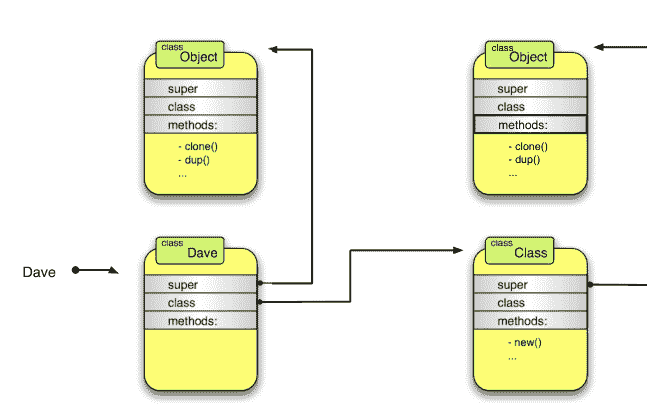 class
Object
super
class
methods:
- clone()
- dup()
...
class
Object
super
class
methods:
- clone()
- dup()
...
Dave
class
Dave
super
class
methods:
class
Class
super
class
methods:
- new()
...